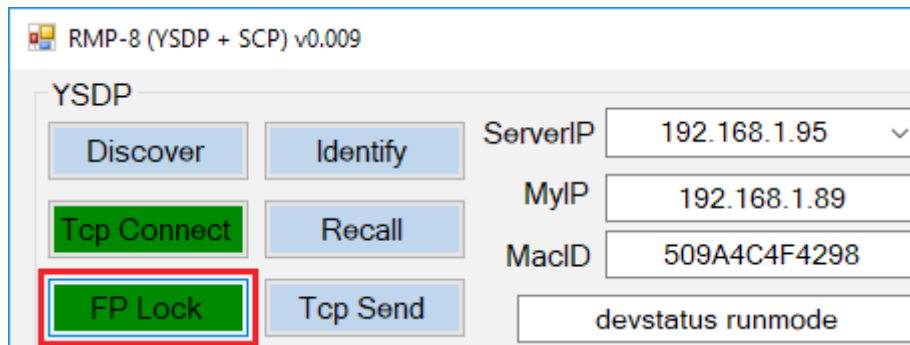 RMP-8 (YSDP + SCP) v0.009
YSDP
Discover Identify ServerIP 192.168.1.95
Tcp Connect Recall MyIP 192.168.1.89
MacID 509A4C4F4298
FP Lock Tcp Send devstatus runmode